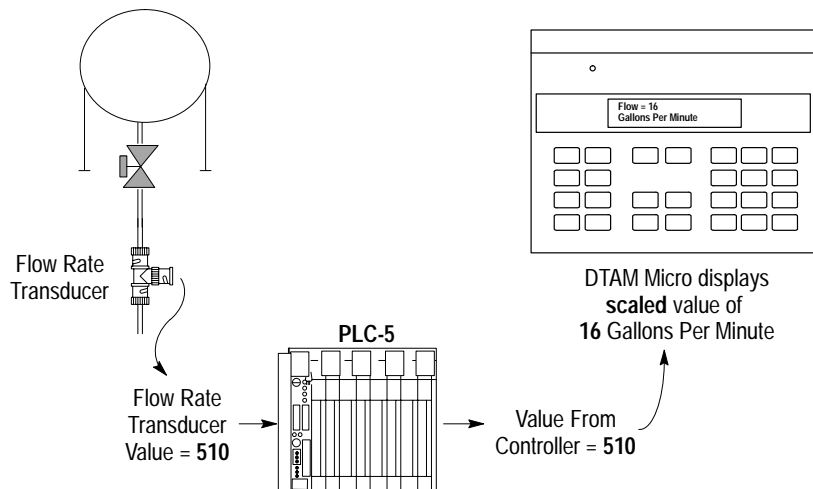 Flow = 16
Gallons Per Minute
Flow Rate
Transducer
DTAM Micro displays
scaled value of
16 Gallons Per Minute
PLC-5
Flow Rate
Transducer
Value = 510
Value From
Controller = 510